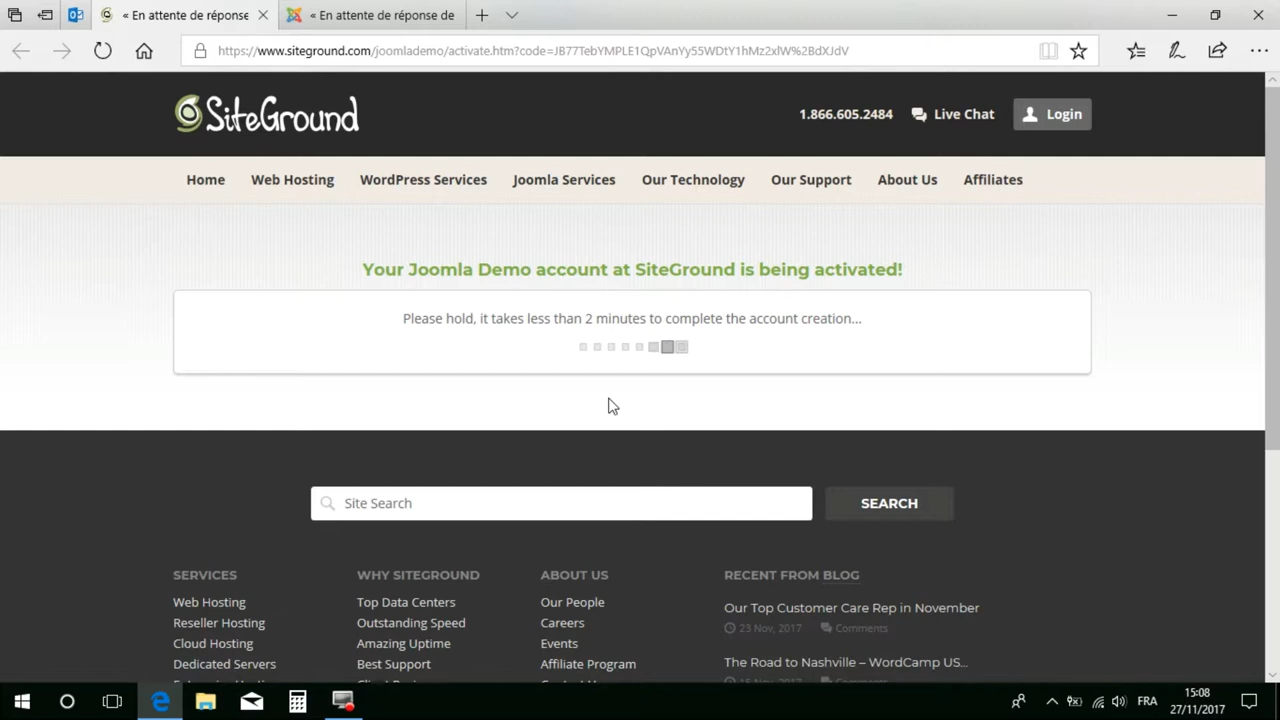 « En attente de réponse
« En attente de réponse de
https://www.siteground.com/joomlademo/activate.htm?code=JB77TebYMPLE1QpVAnYy55WDtY1hMz2xlW%2BdXJdV
SiteGround
1.866.605.2484
Live Chat
Login
Home
Web Hosting
WordPress Services
Joomla Services
Our Technology
Our Support
About Us
Affiliates
Your Joomla Demo account at SiteGround is being activated!
Please hold, it takes less than 2 minutes to complete the account creation...
Site Search
SEARCH
SERVICES
Web Hosting
Reseller Hosting
Cloud Hosting
Dedicated Servers
WHY SITEGROUND
Top Data Centers
Outstanding Speed
Amazing Uptime
Best Support
ABOUT US
Our People
Careers
Events
Affiliate Program
RECENT FROM BLOG
Our Top Customer Care Rep in November
23 Nov, 2017
Comments
The Road to Nashville – WordCamp US...
15 Nov, 2017
Comments
FRA
15:08
27/11/2017